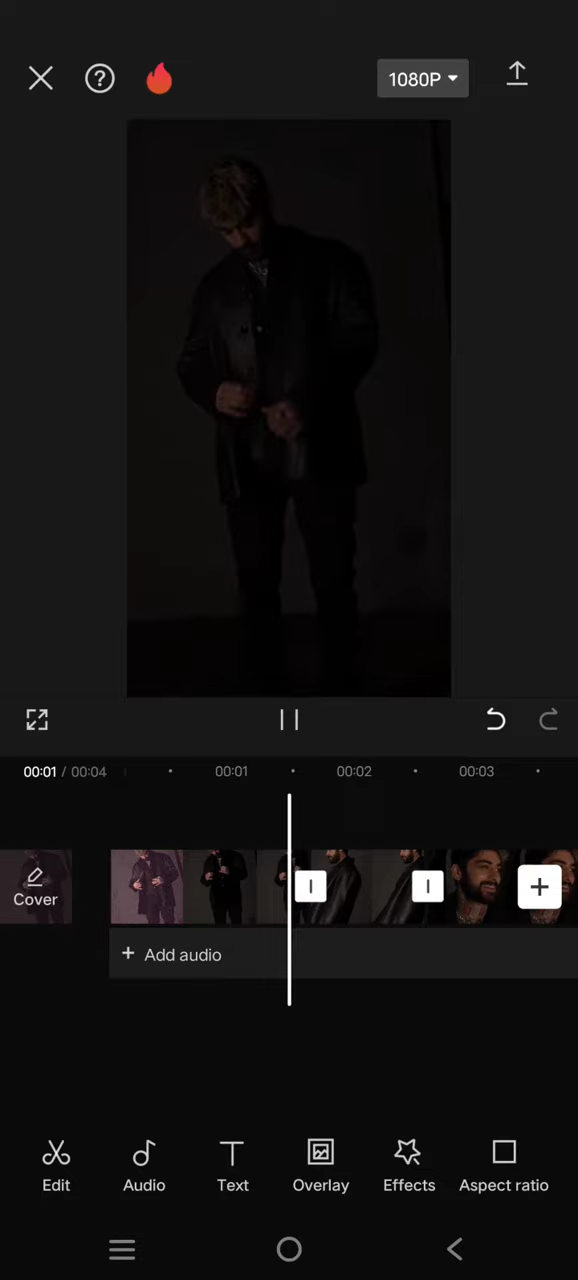 1080P
00:01 / 00:04
00:01
00:02
00:03
Cover
+ Add audio
Edit
Audio
Text
Overlay
Effects
Aspect ratio